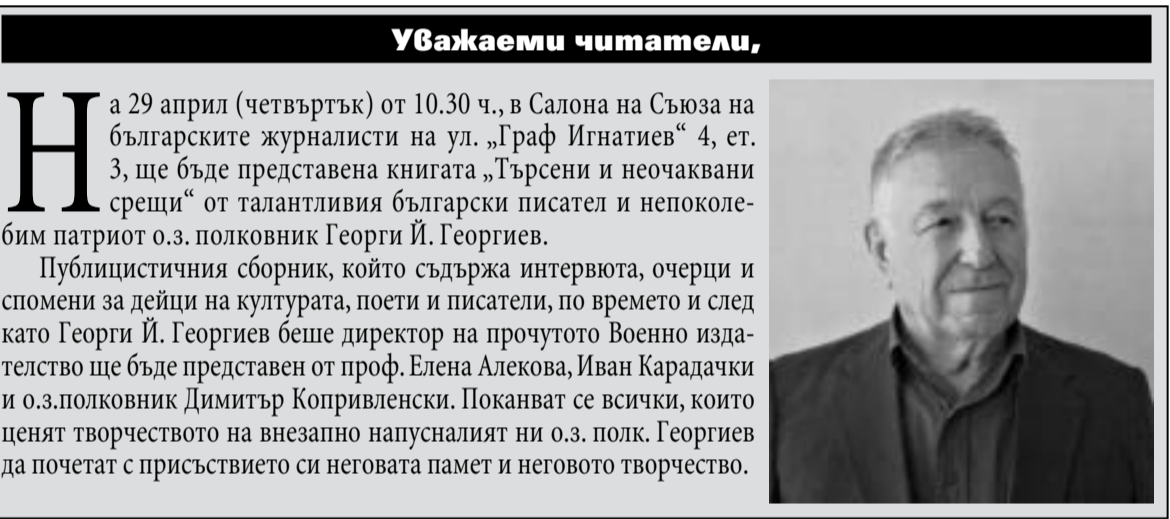 Уважаеми читатели,
На 29 април (четвъртък) от 10.30 ч., в Салона на Съюза на
българските журналисти на ул. „Граф Игнатиев“ 4, ет.
3, ще бъде представена книгата „Търсени и неочаквани
срещи“ от талантливия български писател и непоколе-
бим патриот о.з. полковник Георги Й. Георгиев.
Публицистичния сборник, който съдържа интервюта, очерци и
спомени за дейци на културата, поети и писатели, по времето и след
като Георги Й. Георгиев беше директор на прочутото Военно изда-
телство ще бъде представен от проф. Елена Алекова, Иван Карадачки
и о.з.полковник Димитър Копривленски. Поканват се всички, които
ценят творчеството на внезапно напусналият ни о.з. полк. Георгиев
да почетат с присъствието си неговата памет и неговото творчество.